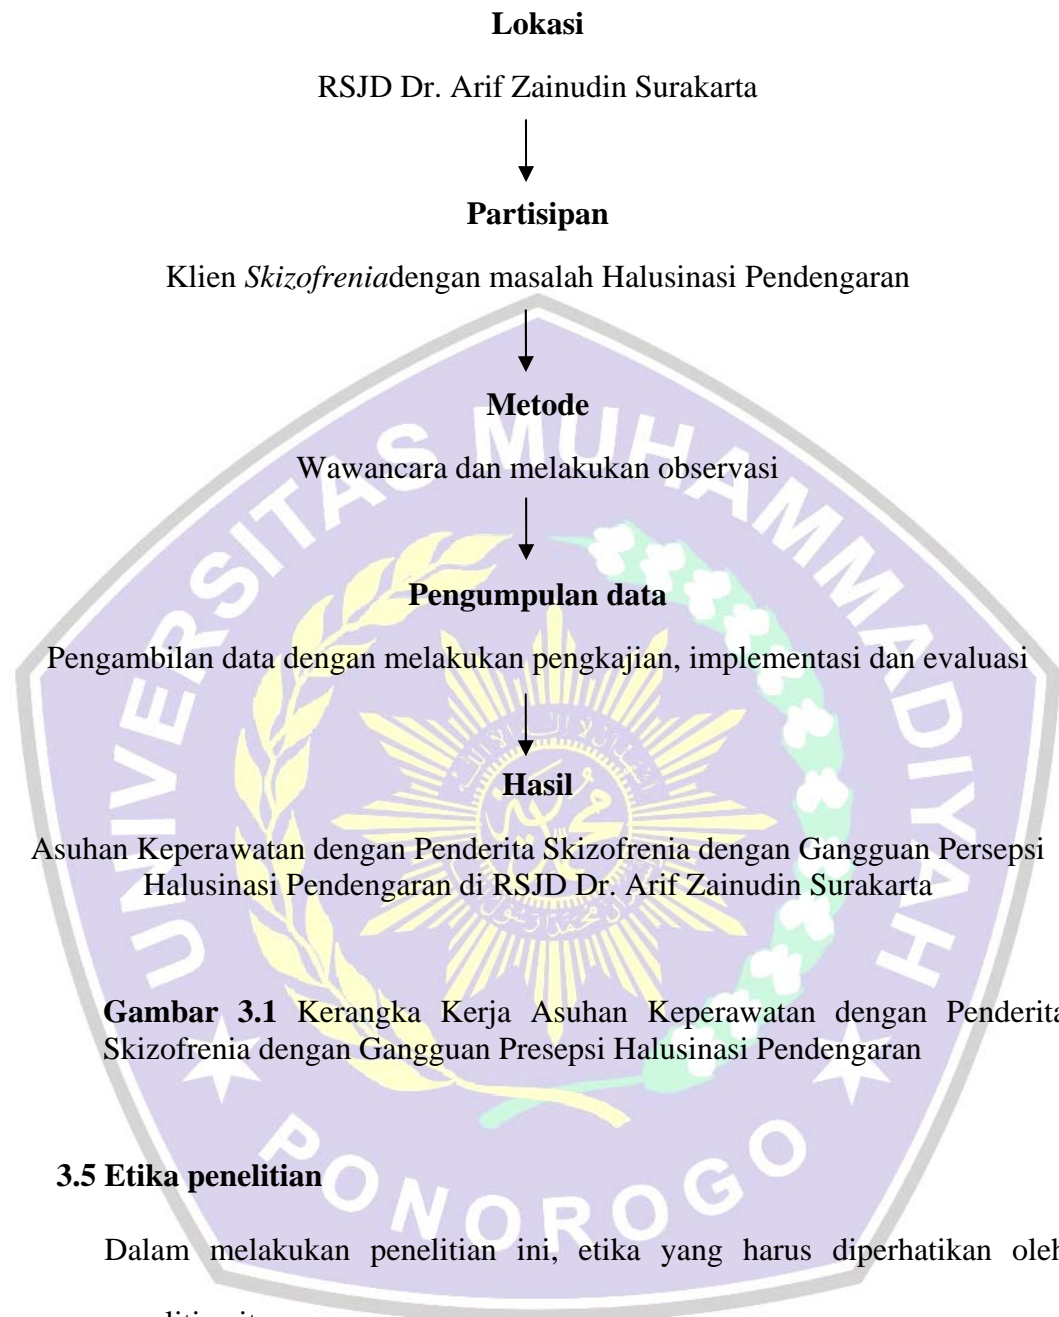 Lokasi
RSJD Dr. Arif Zainudin Surakarta
Partisipan
Klien Skizofreniadengan masalah Halusinasi Pendengaran
Metode
Wawancara dan melakukan observasi
Pengumpulan data
Pengambilan data dengan melakukan pengkajian, implementasi dan evaluasi
Hasil
Asuhan Keperawatan dengan Penderita Skizofrenia dengan Gangguan Persepsi
Halusinasi Pendengaran di RSJD Dr. Arif Zainudin Surakarta
Gambar 3.1 Kerangka Kerja Asuhan Keperawatan dengan Penderita
Skizofrenia dengan Gangguan Presepsi Halusinasi Pendengaran
3.5 Etika penelitian
Dalam melakukan penelitian ini, etika yang harus diperhatikan oleh
UNIVERSITAS MUHAMMADIYAH
PONOROGO